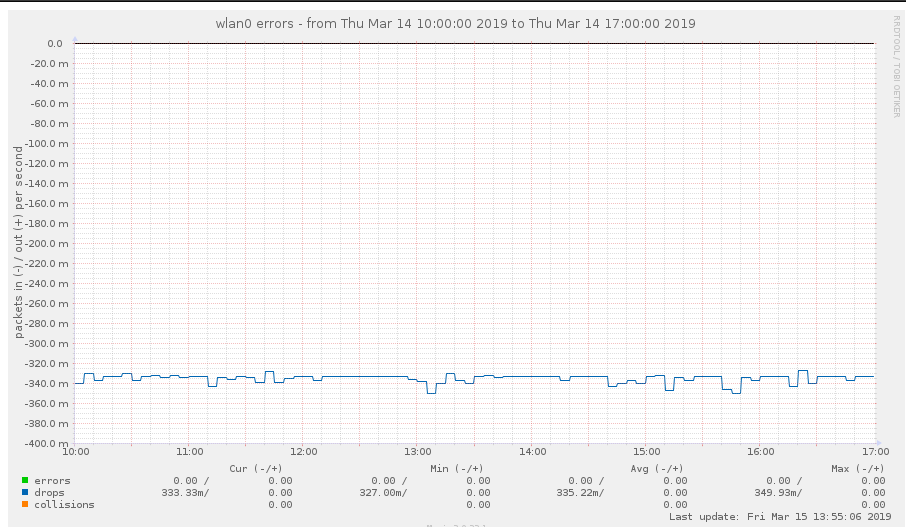 wlan0 errors - from Thu Mar 14 10:00:00 2019 to Thu Mar 14 17:00:00 2019
RRDTOOL / TOBI OETIKER
packets in (-) / out (+) per second
0.0
-20.0 m
-40.0 m
-60.0 m
-80.0 m
-100.0 m
-120.0 m
-140.0 m
-160.0 m
-180.0 m
-200.0 m
-220.0 m
-240.0 m
-260.0 m
-280.0 m
-300.0 m
-320.0 m
-340.0 m
-360.0 m
-380.0 m
-400.0 m
10:00 11:00 12:00 13:00 14:00 15:00 16:00 17:00
Cur (-/+) Min (-/+) Avg (-/+) Max (-/+)
errors 0.00 / 0.00 0.00 / 0.00 0.00 / 0.00 0.00 / 0.00
drops 333.33m/ 0.00 327.00m/ 0.00 335.22m/ 0.00 349.93m/ 0.00
collisions 0.00 0.00 0.00 0.00
Last update: Fri Mar 15 13:55:06 2019